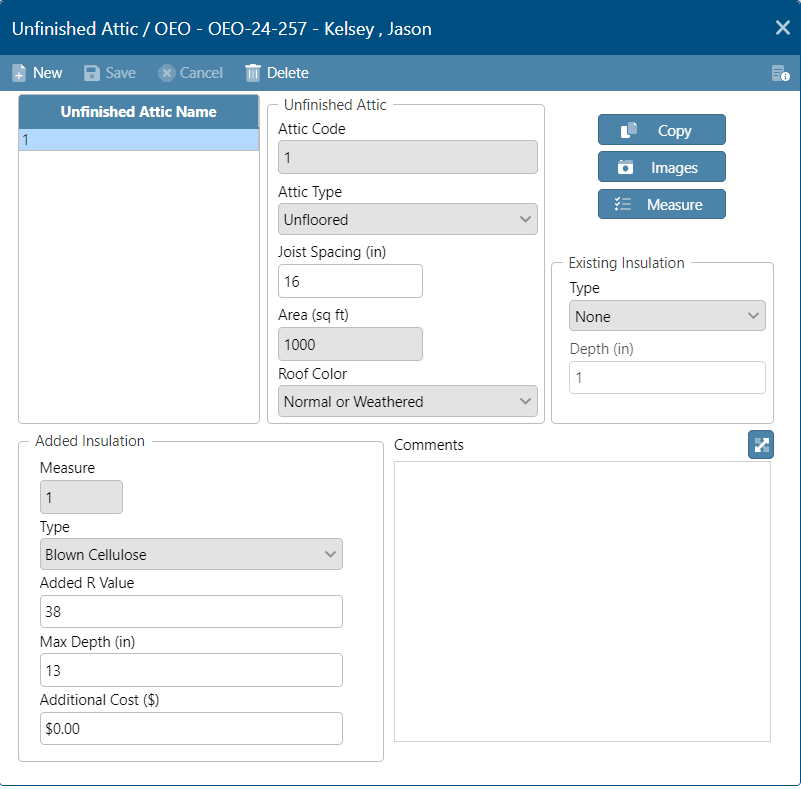 Unfinished Attic / OEO - OEO-24-257 - Kelsey , Jason
New Save Cancel Delete
Unfinished Attic Name
1
Unfinished Attic
Attic Code
1
Attic Type
Unfloored
Joist Spacing (in)
16
Area (sq ft)
1000
Roof Color
Normal or Weathered
Copy
Images
Measure
Existing Insulation
Type
None
Depth (in)
1
Added Insulation
Measure
1
Type
Blown Cellulose
Added R Value
38
Max Depth (in)
13
Additional Cost ($)
$0.00
Comments